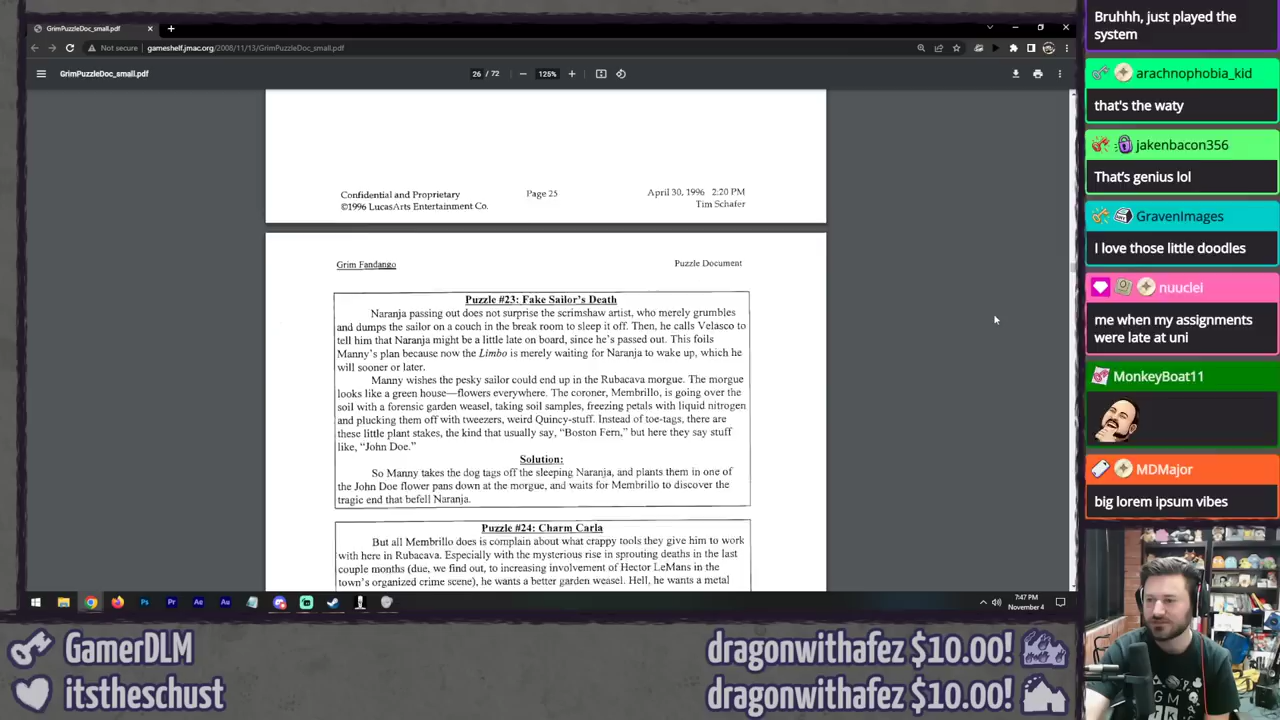 GrimPuzzleDoc_small.pdf
Not secure
gameshelf.jmac.org/2008/11/13/GrimPuzzleDoc_small.pdf
GrimPuzzleDoc_small.pdf
26 / 72
125%
Confidential and Proprietary
Page 25
April 30, 1996 2:20 PM
©1996 LucasArts Entertainment Co.
Tim Schafer
Grim Fandango
Puzzle Document
Puzzle #23: Fake Sailor's Death
Naranja passing out does not surprise the scrimshaw artist, who merely grumbles
and dumps the sailor on a couch in the break room to sleep it off. Then, he calls Velasco to
tell him that Naranja might be a little late on board, since he's passed out. This foils
Manny's plan because now the Limbo is merely waiting for Naranja to wake up, which he
will sooner or later.
Manny wishes the pesky sailor could end up in the Rubacava morgue. The morgue
looks like a green house—flowers everywhere. The coroner, Membrillo, is going over the
soil with a forensic garden weasel, taking soil samples, freezing petals with liquid nitrogen
and plucking them off with tweezers, weird Quincy-stuff. Instead of toe-tags, there are
these little plant stakes, the kind that usually say, "Boston Fern," but here they say stuff
like, "John Doe."
Solution:
So Manny takes the dog tags off the sleeping Naranja, and plants them in one of
the John Doe flower pans down at the morgue, and waits for Membrillo to discover the
tragic end that befell Naranja.
Puzzle #24: Charm Carla
But all Membrillo does is complain about what crappy tools they give him to work
with here in Rubacava. Especially with the mysterious rise in sprouting deaths in the last
couple months (due, we find out, to increasing involvement of Hector LeMans in the
town's organized crime scene), he wants a better garden weasel. Hell, he wants a metal
7:47 PM
November 4
Bruhhh, just played the
system
arachnophobia_kid
that's the waty
jakenbacon356
That's genius lol
GravenImages
I love those little doodles
nuuclei
me when my assignments
were late at uni
MonkeyBoat11
MDMajor
big lorem ipsum vibes
GamerDLM
itstheschust
dragonwithafez $10.00!
dragonwithafez $10.00!